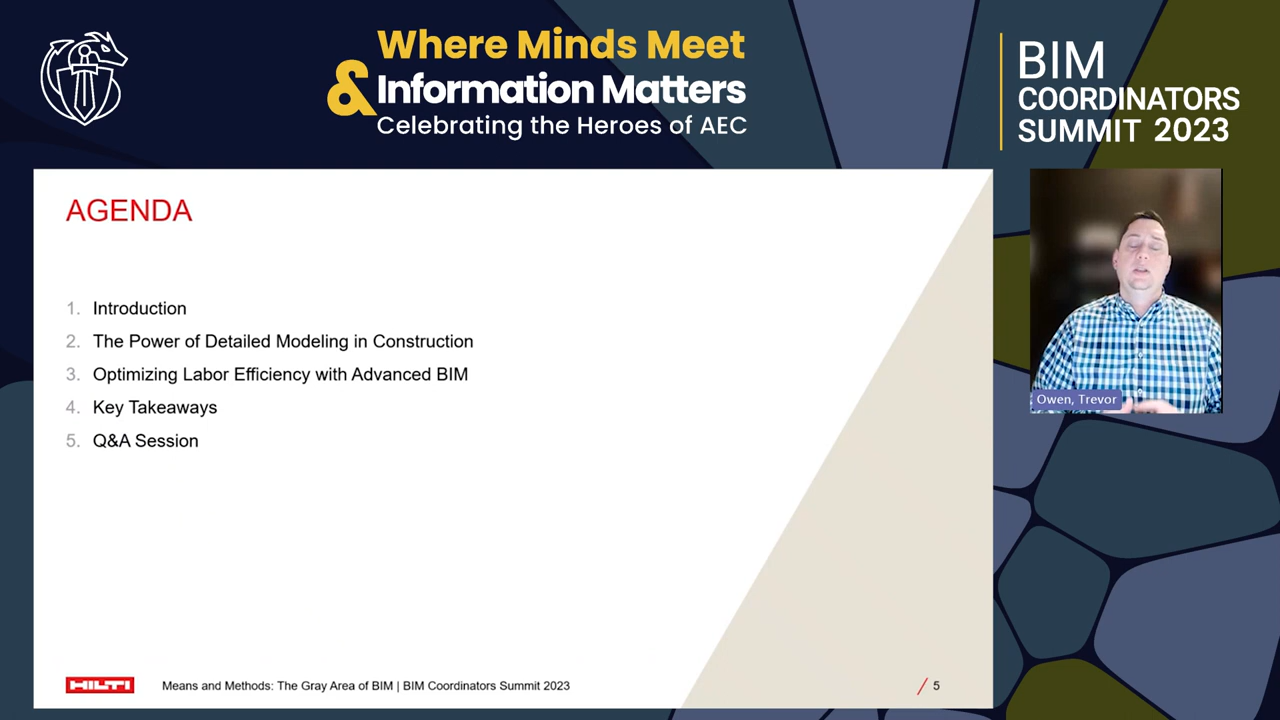 Where Minds Meet
& Information Matters
Celebrating the Heroes of AEC
BIM
COORDINATORS
SUMMIT 2023
AGENDA
1. Introduction
2. The Power of Detailed Modeling in Construction
3. Optimizing Labor Efficiency with Advanced BIM
4. Key Takeaways
5. Q&A Session
Owen, Trevor
HILTI
Means and Methods: The Gray Area of BIM | BIM Coordinators Summit 2023
/ 5